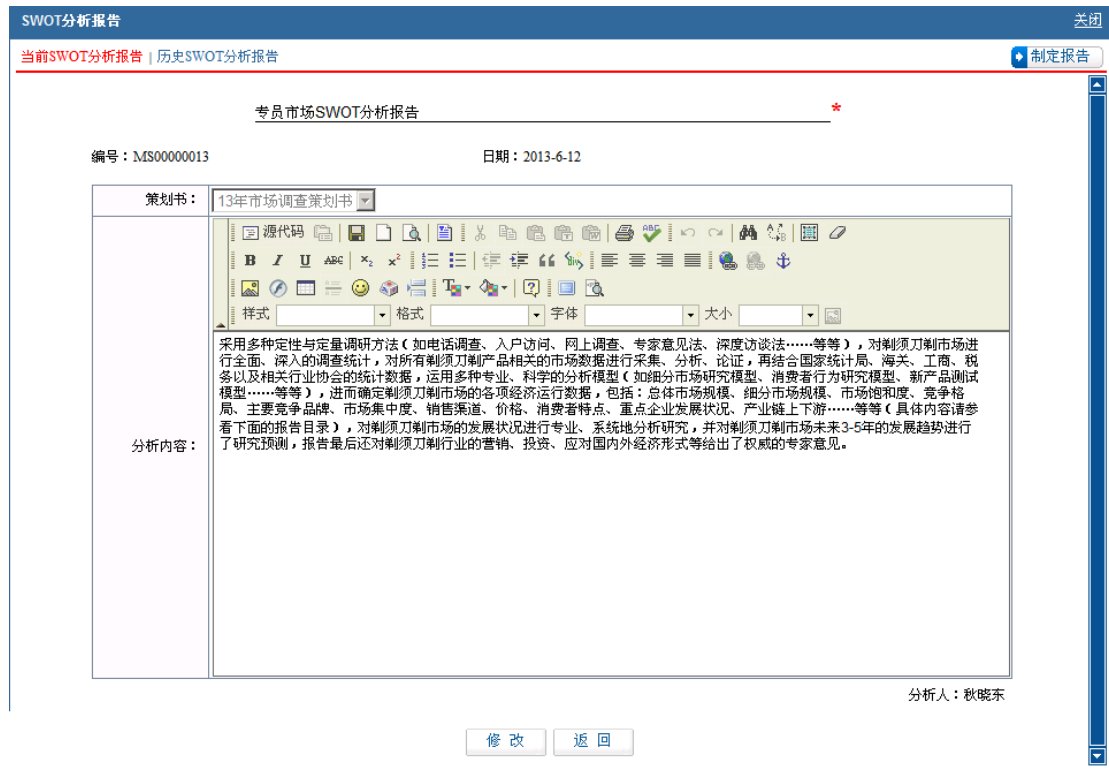 SWOT分析报告 关闭
当前SWOT分析报告 | 历史SWOT分析报告 制定报告
专员市场SWOT分析报告 *
编号：MS00000013 日期：2013-6-12
策划书： 13年市场调查策划书
源代码
B I U ABC x₂ x²
样式 格式 字体 大小
分析内容：
采用多种定性与定量调研方法（如电话调查、入户访问、网上调查、专家意见法、深度访谈法……等等），对剃须刀剃市场进
行全面、深入的调查统计，对所有剃须刀剃产品相关的市场数据进行采集、分析、论证，再结合国家统计局、海关、工商、税
务以及相关行业协会的统计数据，运用多种专业、科学的分析模型（如细分市场研究模型、消费者行为研究模型、新产品测试
模型……等等），进而确定剃须刀剃市场的各项经济运行数据，包括：总体市场规模、细分市场规模、市场饱和度、竞争格
局、主要竞争品牌、市场集中度、销售渠道、价格、消费者特点、重点企业发展状况、产业链上下游……等等（具体内容请参
看下面的报告目录），对剃须刀剃市场的发展状况进行专业、系统地分析研究，并对剃须刀剃市场未来3-5年的发展趋势进行
了研究预测，报告最后还对剃须刀剃行业的营销、投资、应对国内外经济形式等给出了权威的专家意见。
分析人：秋晓东
修 改 返 回